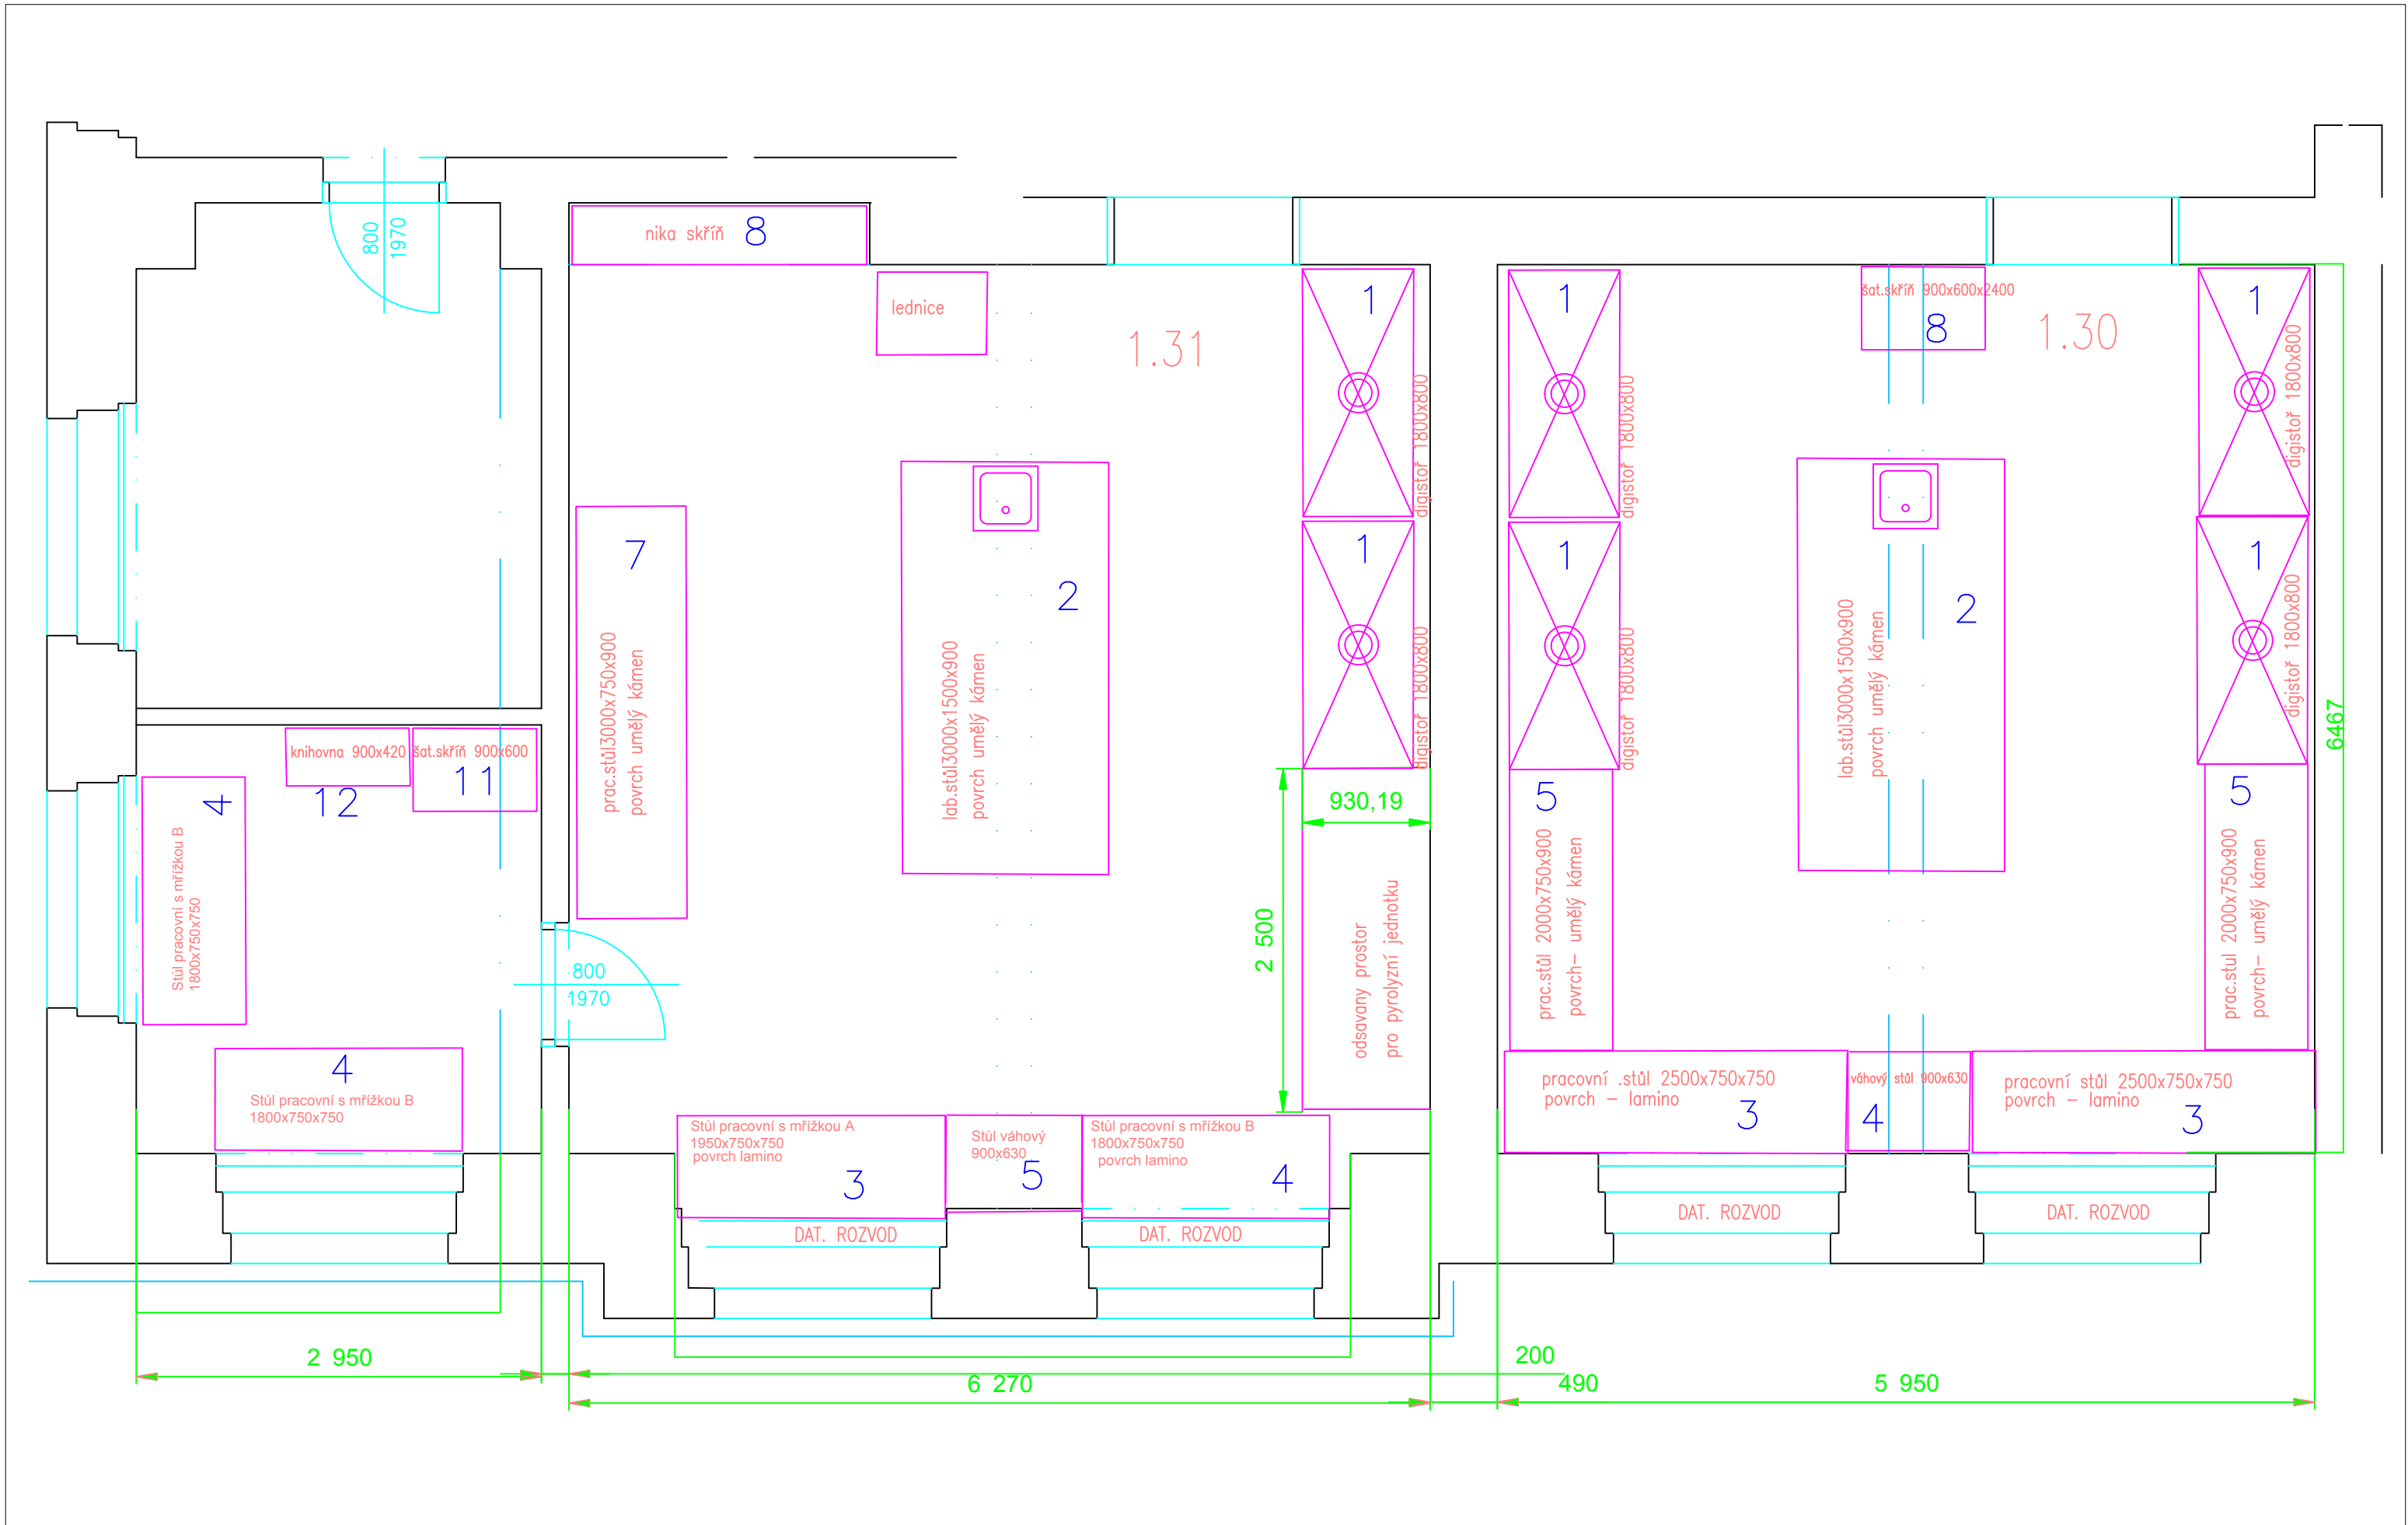 800
1970
nika skříň 8
lednice
1.31
1
digistoř 1800x800
1
digistoř 1800x800
7
prac.stůl3000x750x900
povrch umělý kámen
2
lab.stůl3000x1500x900
povrch umělý kámen
930,19
2 500
odsavany prostor
pro pyrolyzní jednotku
knihovna 900x420
12
šat.skříň 900x600
11
4
Stůl pracovní s mřížkou B
1800x750x750
4
Stůl pracovní s mřížkou B
1800x750x750
800
1970
Stůl pracovní s mřížkou A
1950x750x750
povrch lamino
3
Stůl váhový
900x630
5
Stůl pracovní s mřížkou B
1800x750x750
povrch lamino
4
DAT. ROZVOD
DAT. ROZVOD
1
digistoř 1800x800
1
digistoř 1800x800
šat.skříň 900x600x2400
8
1.30
1
digistoř 1800x800
1
digistoř 1800x800
2
lab.stůl3000x1500x900
povrch umělý kámen
5
prac.stůl 2000x750x900
povrch– umělý kámen
5
prac.stul 2000x750x900
povrch– umělý kámen
6467
pracovní .stůl 2500x750x750
povrch – lamino
3
váhový stůl 900x630
4
pracovní stůl 2500x750x750
povrch – lamino
3
DAT. ROZVOD
DAT. ROZVOD
2 950
200
6 270
490
5 950